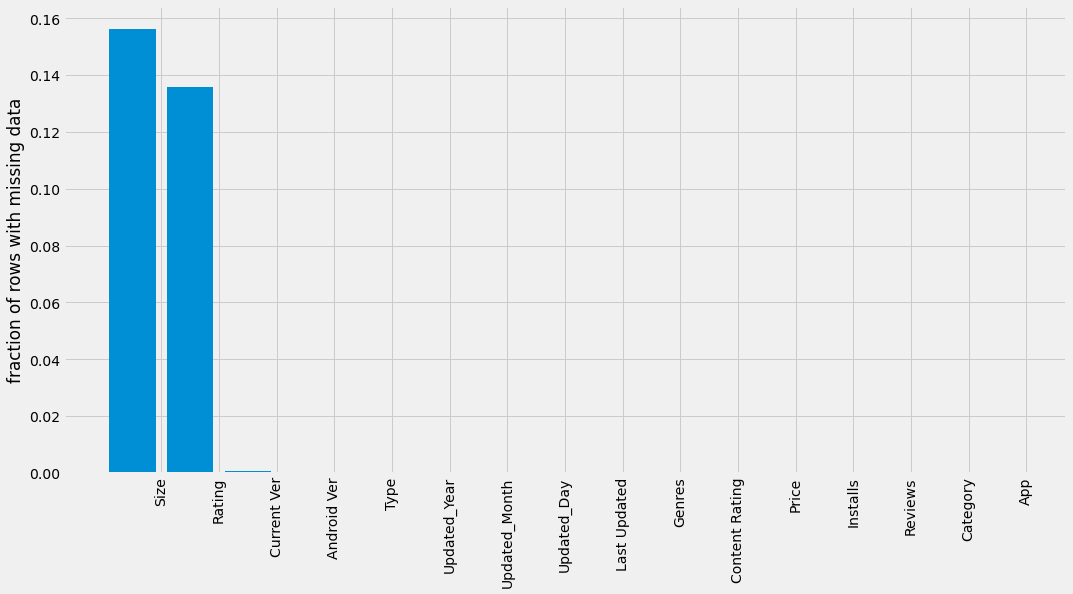 fraction of rows with missing data
0.16
0.14
0.12
0.10
0.08
0.06
0.04
0.02
0.00
Size
Rating
Current Ver
Android Ver
Type
Updated_Year
Updated_Month
Updated_Day
Last Updated
Genres
Content Rating
Price
Installs
Reviews
Category
App